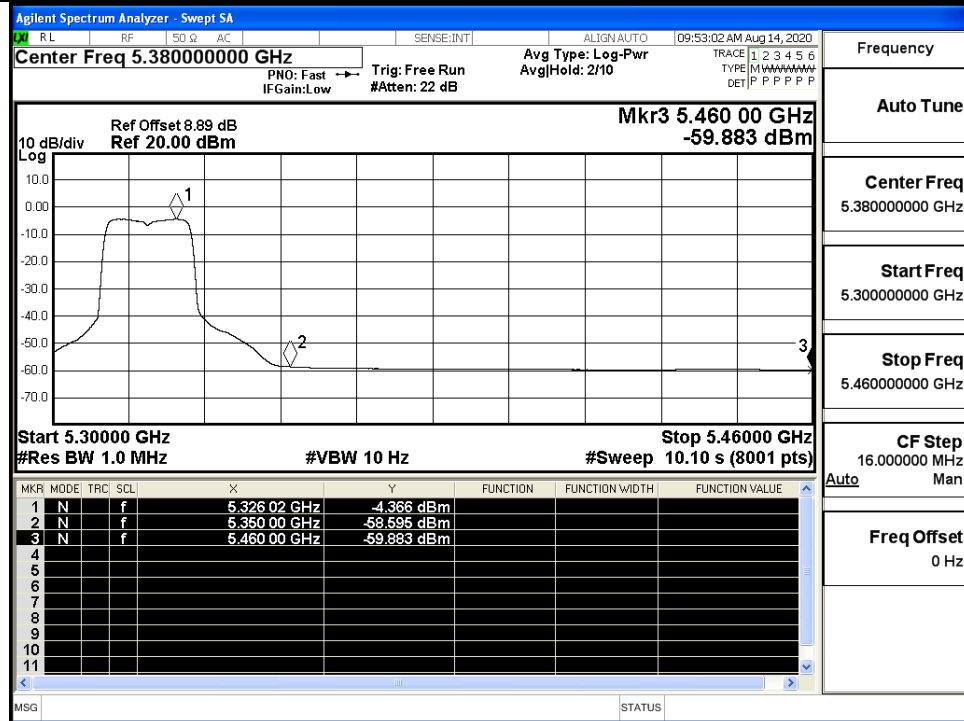 Agilent Spectrum Analyzer - Swept SA
LXI RL RF 50 Ω AC SENSE:INT ALIGN AUTO 09:53:02 AM Aug 14, 2020
Center Freq 5.380000000 GHz
PNO: Fast
IFGain:Low
Trig: Free Run
#Atten: 22 dB
Avg Type: Log-Pwr
Avg|Hold: 2/10
TRACE 1 2 3 4 5 6
TYPE M W W W W W
DET P P P P P P
Mkr3 5.460 00 GHz
-59.883 dBm
Ref Offset 8.89 dB
10 dB/div Ref 20.00 dBm
Log
10.0
0.00
-10.0
-20.0
-30.0
-40.0
-50.0
-60.0
-70.0
1
2
3
Start 5.30000 GHz Stop 5.46000 GHz
#Res BW 1.0 MHz #VBW 10 Hz #Sweep 10.10 s (8001 pts)
MKR MODE TRC SCL X Y FUNCTION FUNCTION WIDTH FUNCTION VALUE
1 N f 5.326 02 GHz -4.366 dBm
2 N f 5.350 00 GHz -58.595 dBm
3 N f 5.460 00 GHz -59.883 dBm
4
5
6
7
8
9
10
11
MSG STATUS
Frequency
Auto Tune
Center Freq
5.380000000 GHz
Start Freq
5.300000000 GHz
Stop Freq
5.460000000 GHz
CF Step
16.000000 MHz
Auto Man
Freq Offset
0 Hz